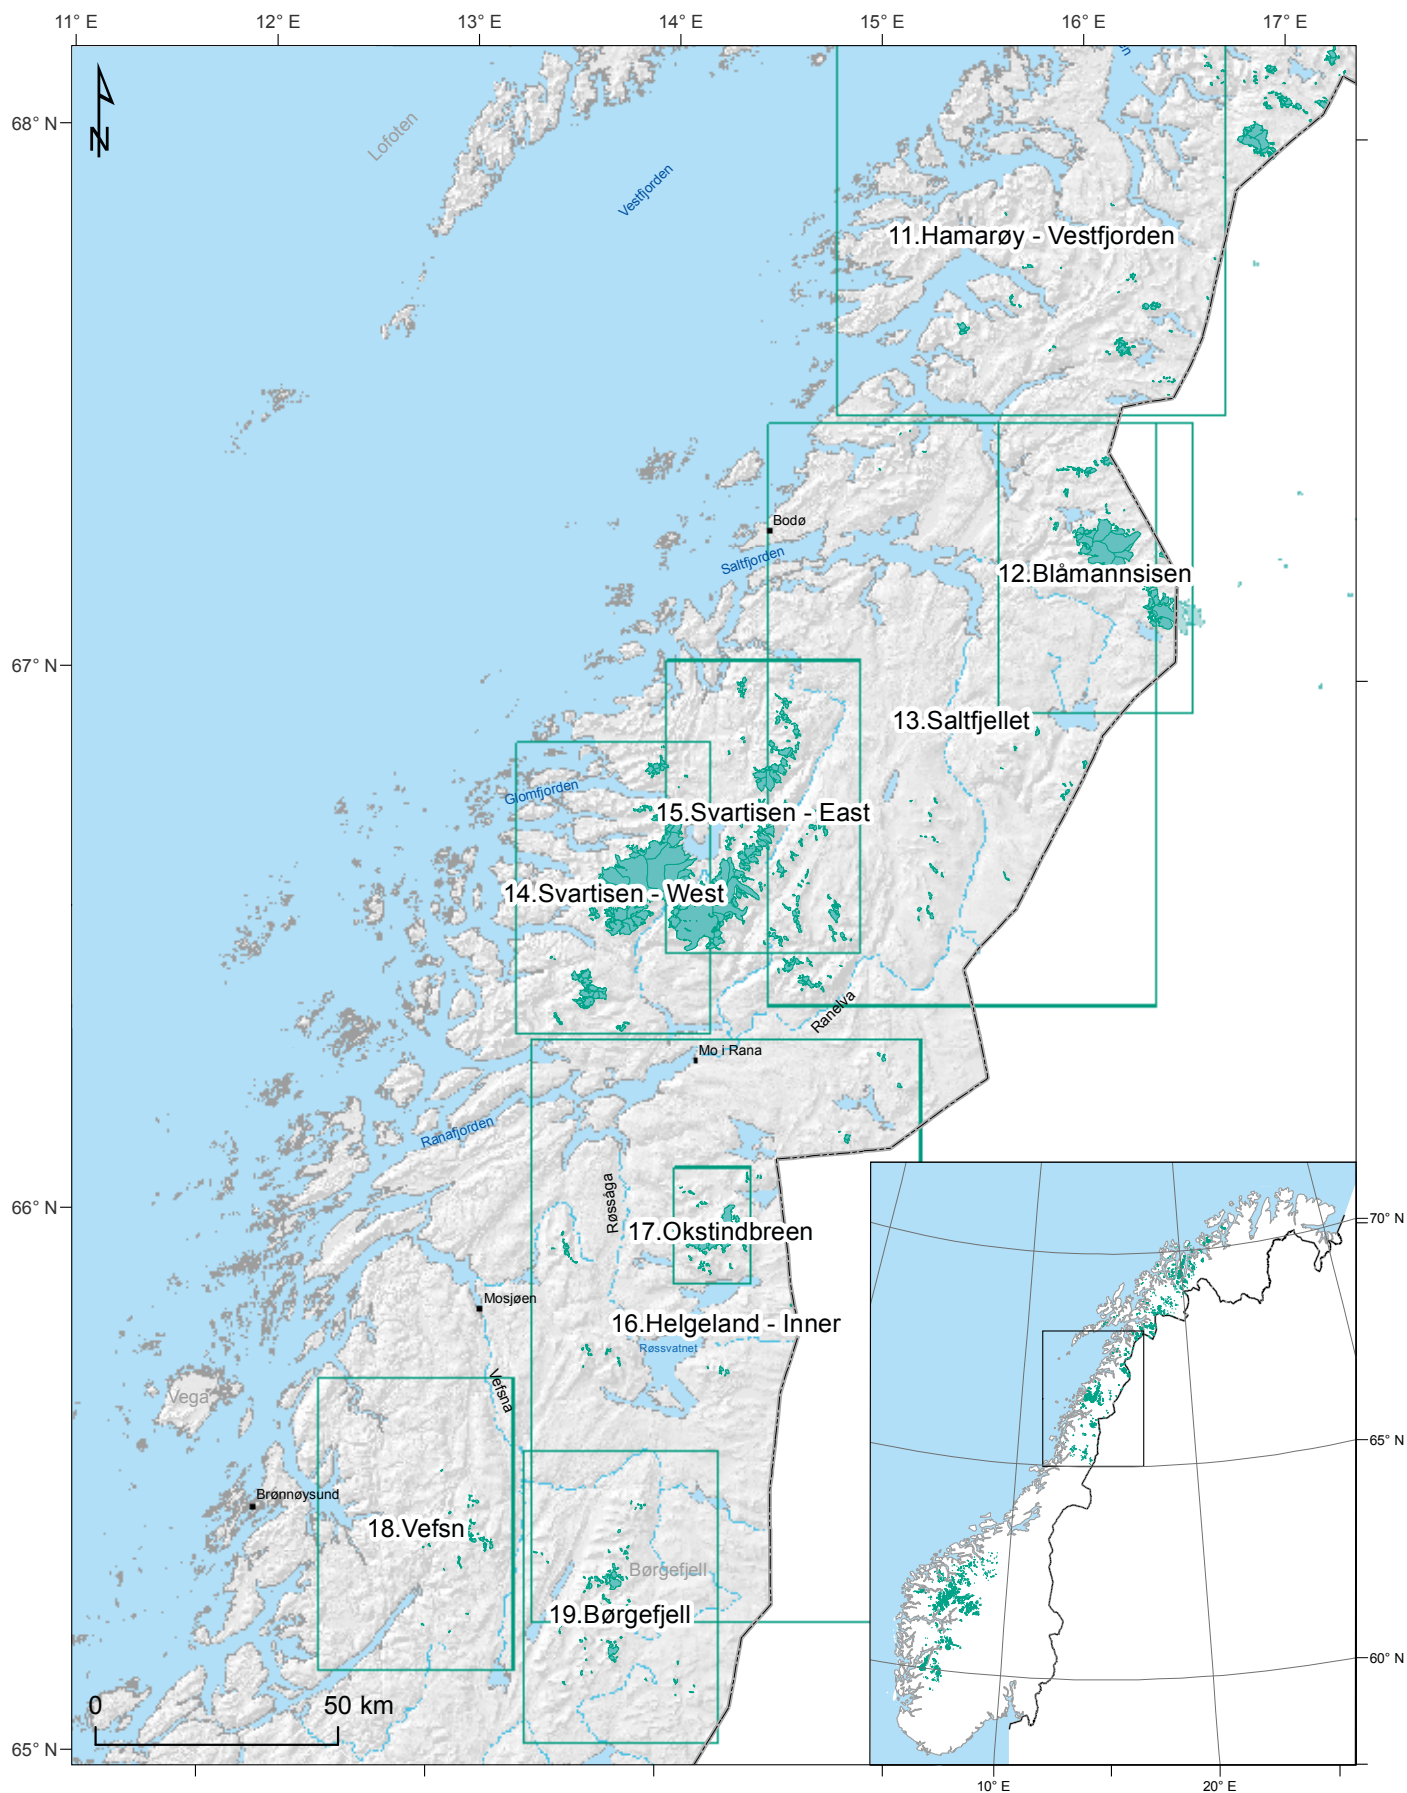 11° E 12° E 13° E 14° E 15° E 16° E 17° E
en
68° N
N
Lofoten
Vestfjorden
11.Hamarøy - Vestfjorden
Bodø
Saltfjorden
12.Blåmannsisen
67° N
13.Saltfjellet
Glomfjorden
15.Svartisen - East
14.Svartisen - West
Ranelva
Mo i Rana
Ranafjorden
Røssåga
66° N
70° N
17.Okstindbreen
Mosjøen
16.Helgeland - Inner
Røssvatnet
Vefsna
Vega
65° N
Brønnøysund
18.Vefsn
Børgefjell
19.Børgefjell
60° N
0 50 km
65° N
10° E 20° E